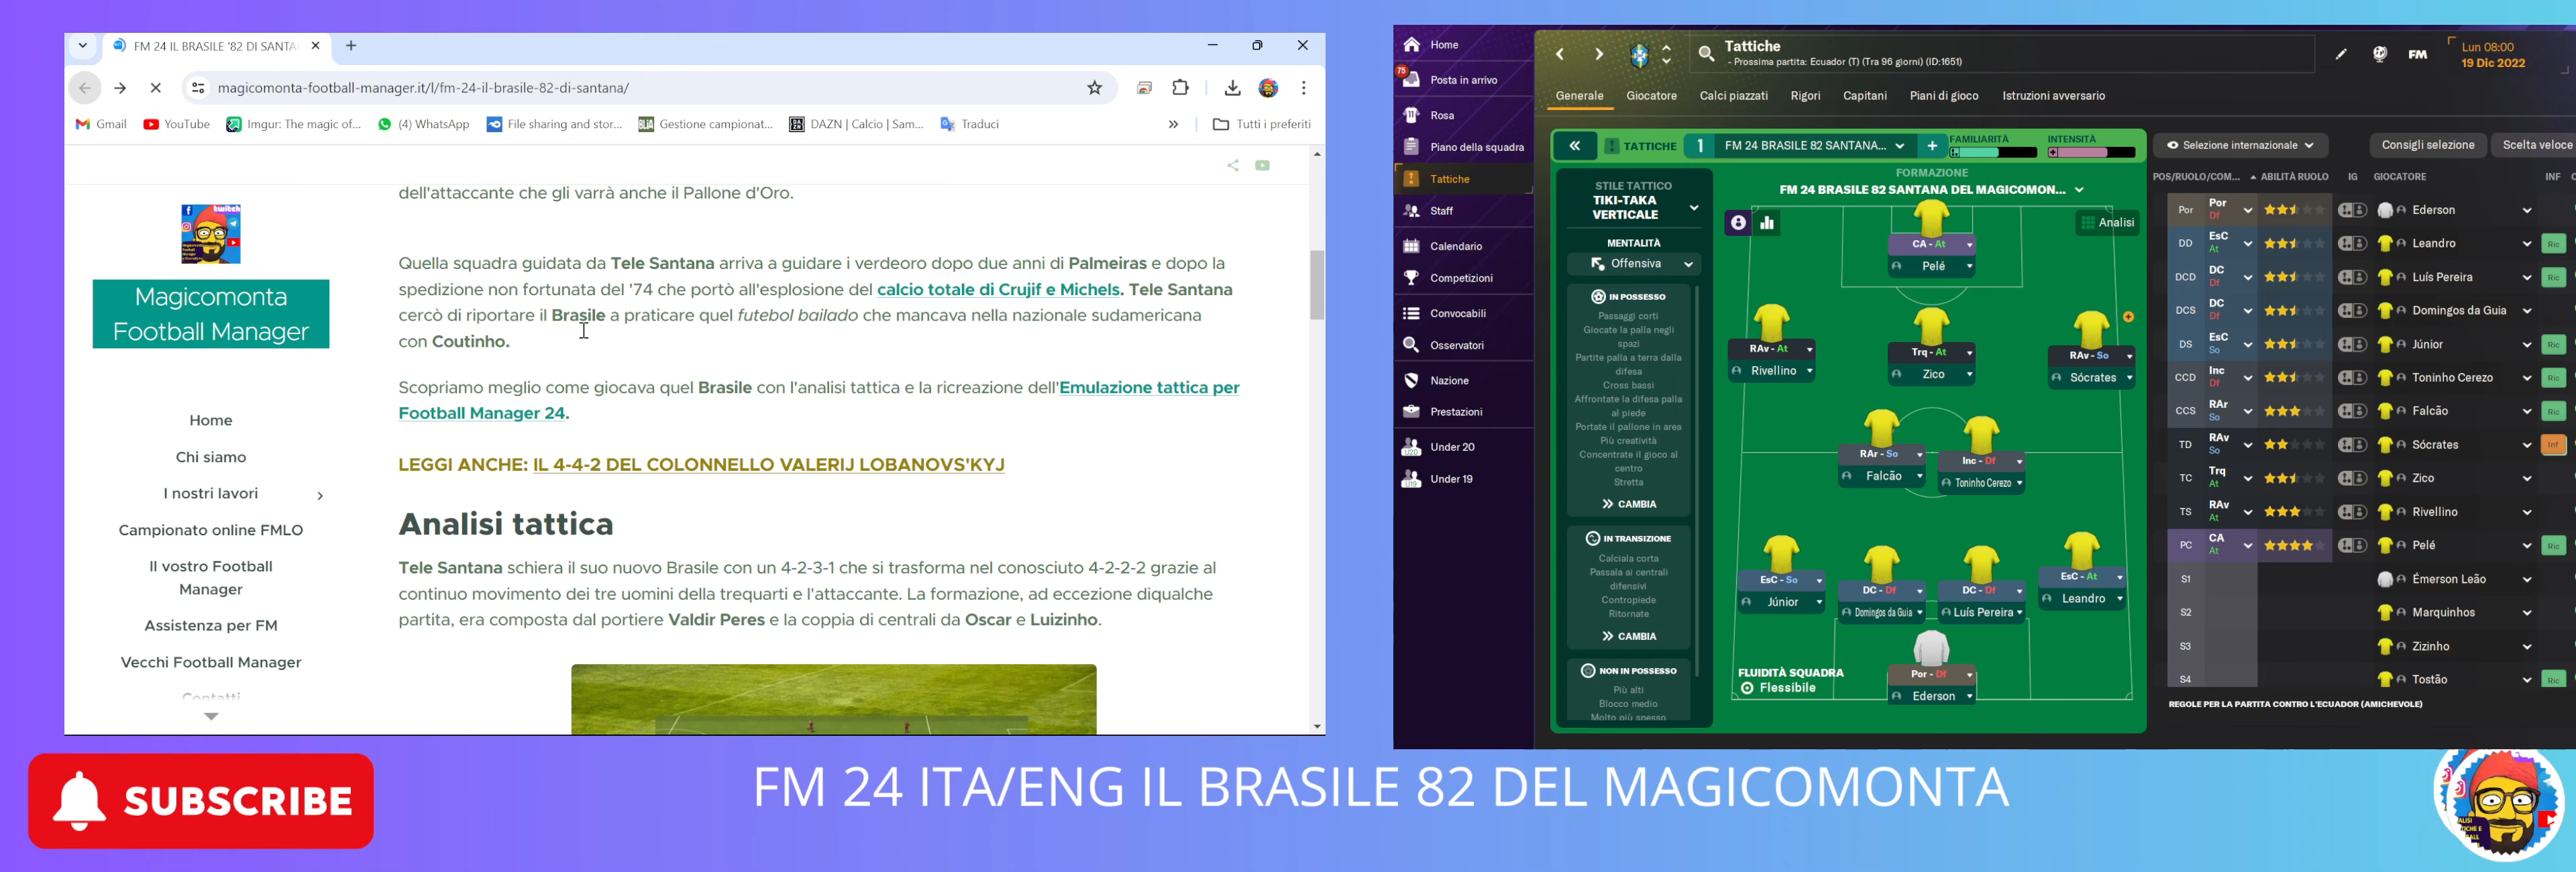 FM 24 IL BRASILE '82 DI SANTA
magicomonta-football-manager.it/l/fm-24-il-brasile-82-di-santana/
Gmail
YouTube
Imgur: The magic of...
(4) WhatsApp
File sharing and stor...
Gestione campionat...
DAZN | Calcio | Sam...
Traduci
Tutti i preferiti
twitch
Magicomonta
Football Manager
Home
Chi siamo
I nostri lavori
Campionato online FMLO
Il vostro Football
Manager
Assistenza per FM
Vecchi Football Manager
Contatti
dell'attaccante che gli varrà anche il Pallone d'Oro.
Quella squadra guidata da Tele Santana arriva a guidare i verdeoro dopo due anni di Palmeiras e dopo la
spedizione non fortunata del '74 che portò all'esplosione del calcio totale di Crujif e Michels. Tele Santana
cercò di riportare il Brasile a praticare quel futebol bailado che mancava nella nazionale sudamericana
con Coutinho.
Scopriamo meglio come giocava quel Brasile con l'analisi tattica e la ricreazione dell'Emulazione tattica per
Football Manager 24.
LEGGI ANCHE: IL 4-4-2 DEL COLONNELLO VALERIJ LOBANOVS'KYJ
Analisi tattica
Tele Santana schiera il suo nuovo Brasile con un 4-2-3-1 che si trasforma nel conosciuto 4-2-2-2 grazie al
continuo movimento dei tre uomini della trequarti e l'attaccante. La formazione, ad eccezione diqualche
partita, era composta dal portiere Valdir Peres e la coppia di centrali da Oscar e Luizinho.
Home
75
Posta in arrivo
Rosa
Piano della squadra
Tattiche
Staff
Calendario
Competizioni
Convocabili
Osservatori
Nazione
Prestazioni
Under 20
Under 19
Tattiche
- Prossima partita: Ecuador (T) (Tra 96 giorni) (ID:1651)
FM
Lun 08:00
19 Dic 2022
Generale
Giocatore
Calci piazzati
Rigori
Capitani
Piani di gioco
Istruzioni avversario
TATTICHE
1
FM 24 BRASILE 82 SANTANA...
FAMILIARITÀ
INTENSITÀ
STILE TATTICO
TIKI-TAKA
VERTICALE
MENTALITÀ
Offensiva
IN POSSESSO
Passaggi corti
Giocate la palla negli
spazi
Partite palla a terra dalla
difesa
Cross bassi
Affrontate la difesa palla
al piede
Portate il pallone in area
Più creatività
Concentrate il gioco al
centro
Stretta
CAMBIA
IN TRANSIZIONE
Calciala corta
Passala ai centrali
difensivi
Contropiede
Ritornate
CAMBIA
NON IN POSSESSO
Più alti
Blocco medio
Molto più spesso
FORMAZIONE
FM 24 BRASILE 82 SANTANA DEL MAGICOMON...
Analisi
CA - At
Pelé
RAv - At
Rivellino
Trq - At
Zico
RAv - So
Sócrates
RAr - So
Falcão
Inc - Df
Toninho Cerezo
EsC - So
Júnior
DC - Df
Domingos da Guia
DC - Df
Luís Pereira
EsC - At
Leandro
Por - Df
Ederson
FLUIDITÀ SQUADRA
Flessibile
Selezione internazionale
Consigli selezione
Scelta veloce
POS/RUOLO/COM...
ABILITÀ RUOLO
IG
GIOCATORE
INF
Por Por Df Ederson
DD EsC At Leandro Ric
DCD DC Df Luís Pereira Ric
DCS DC Df Domingos da Guia
DS EsC So Júnior Ric
CCD Inc Df Toninho Cerezo Ric
CCS RAr So Falcão Ric
TD RAv So Sócrates Inf
TC Trq At Zico
TS RAv At Rivellino
PC CA At Pelé Ric
S1 Émerson Leão
S2 Marquinhos
S3 Zizinho
S4 Tostão Ric
REGOLE PER LA PARTITA CONTRO L'ECUADOR (AMICHEVOLE)
SUBSCRIBE
FM 24 ITA/ENG IL BRASILE 82 DEL MAGICOMONTA